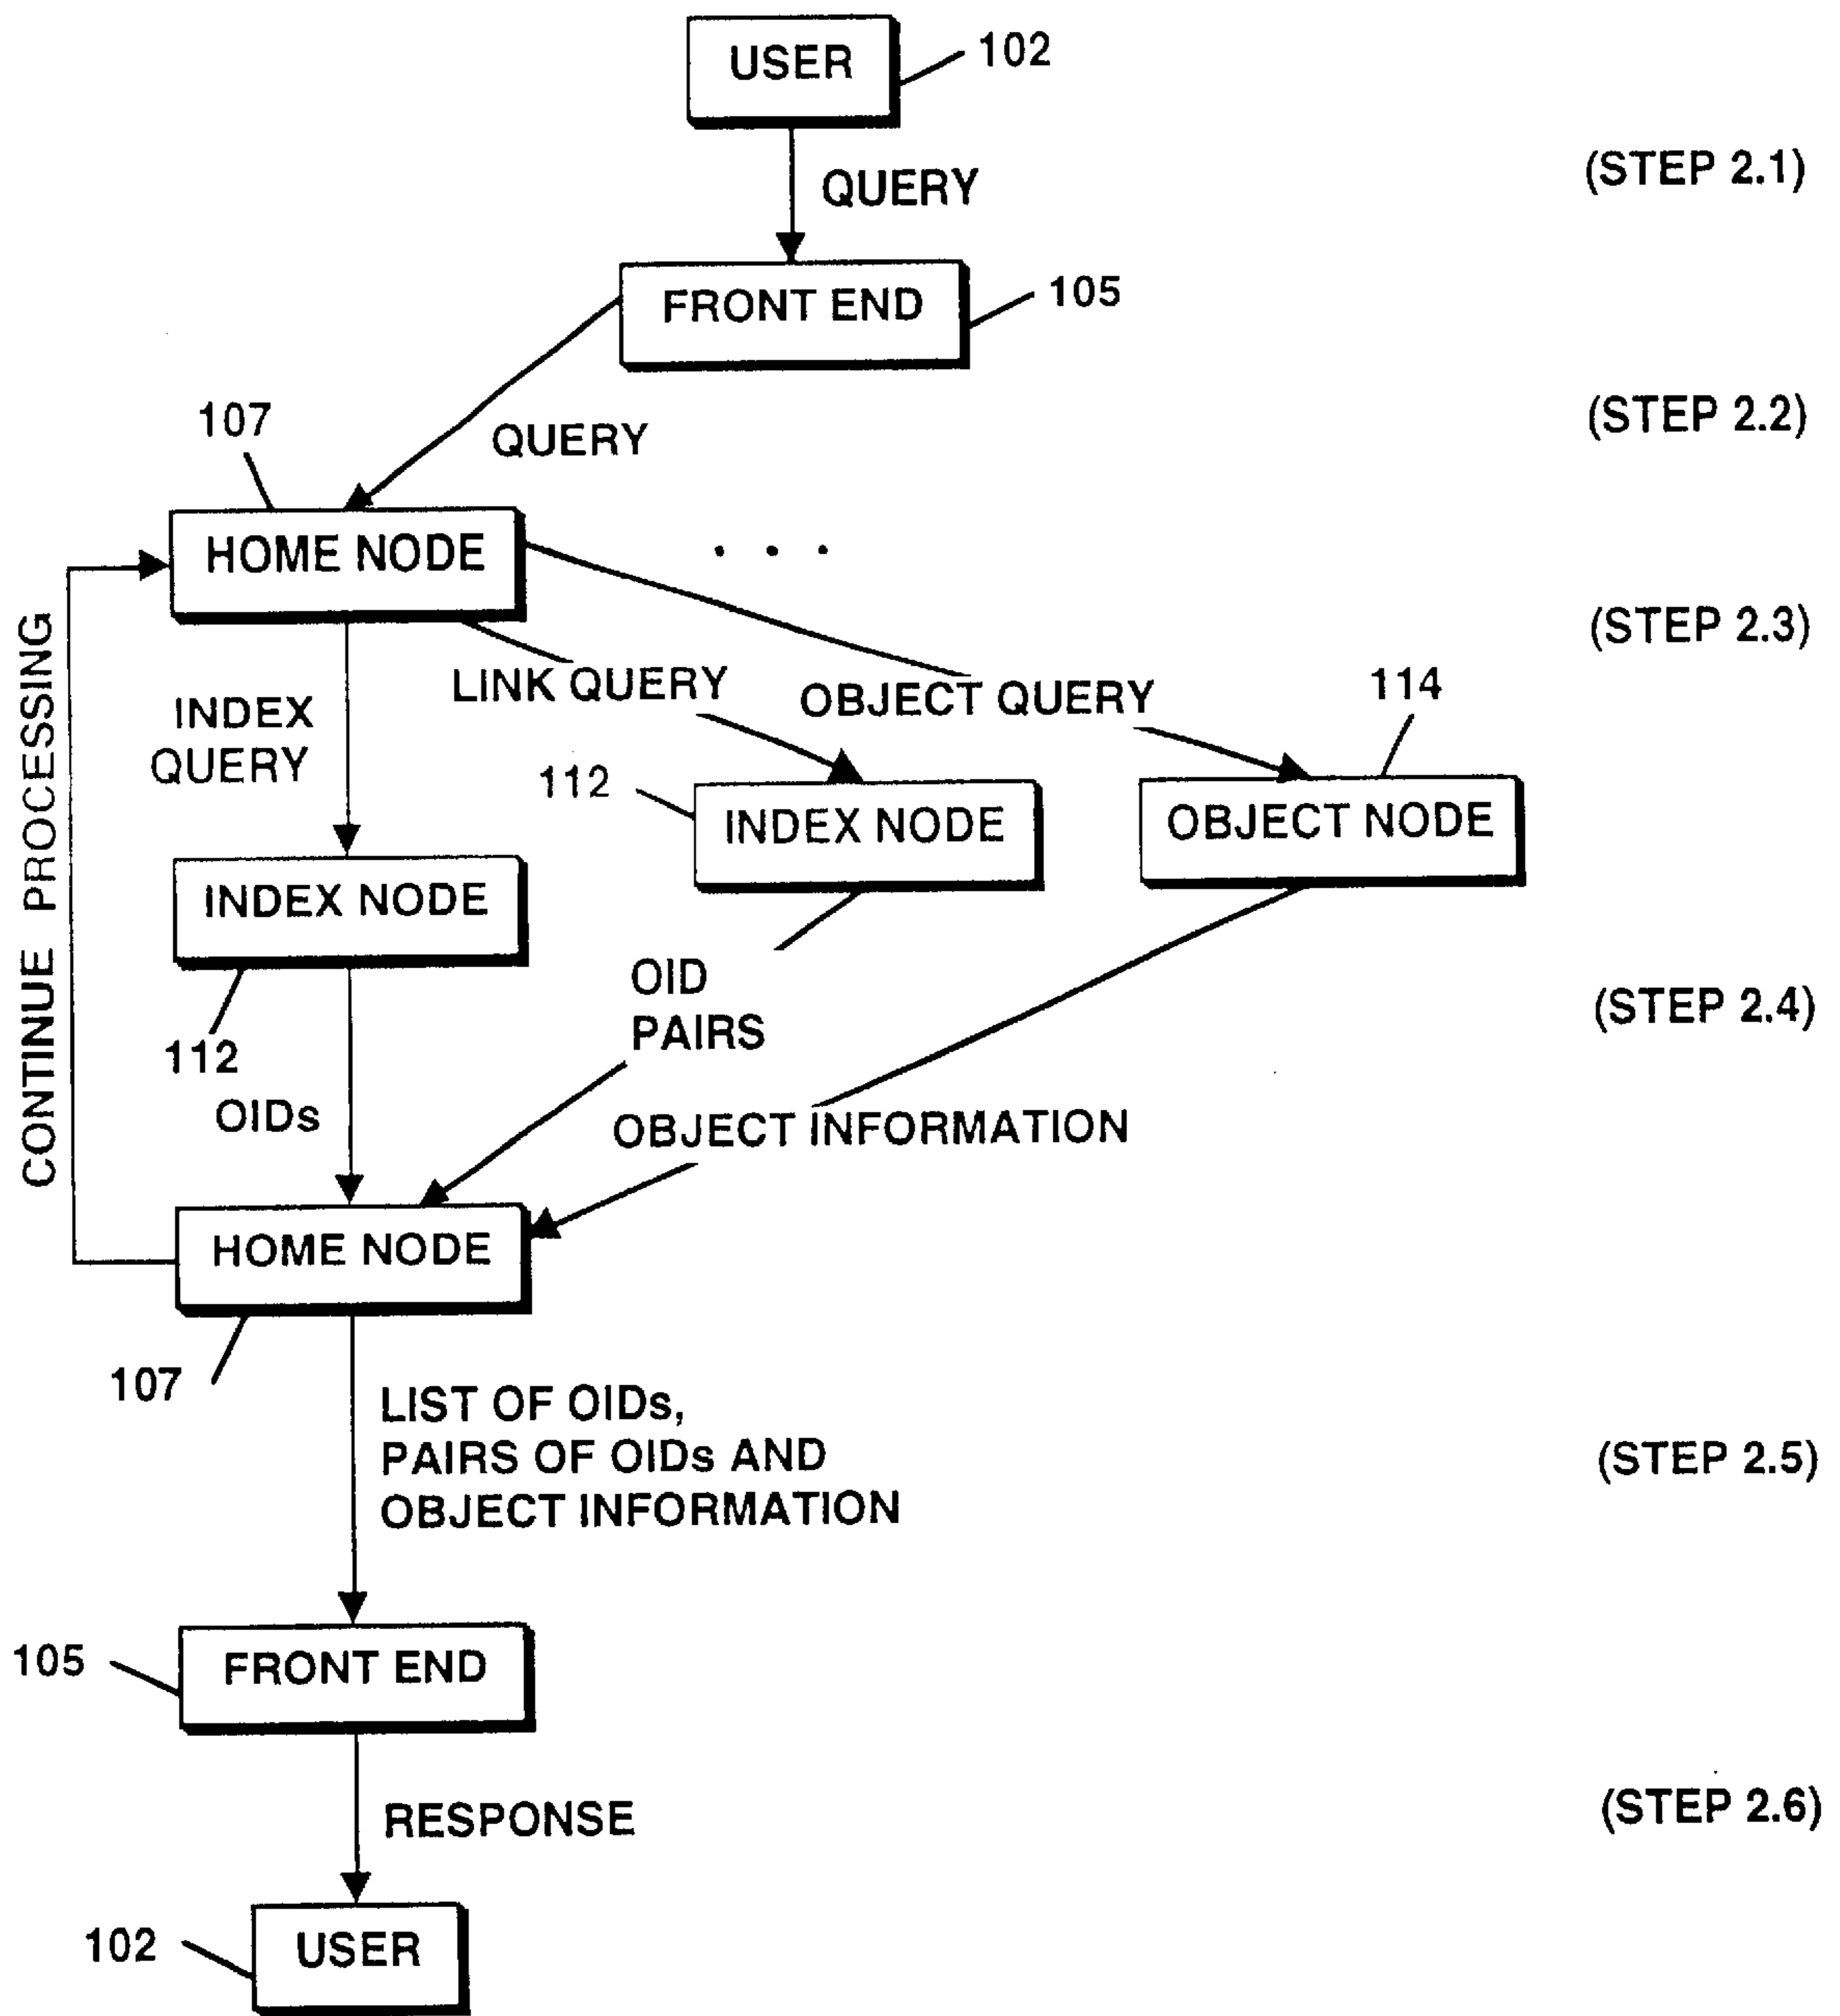 USER
102
(STEP 2.1)
QUERY
FRONT END
105
(STEP 2.2)
107
QUERY
HOME NODE
. . .
(STEP 2.3)
CONTINUE PROCESSING
LINK QUERY
OBJECT QUERY
114
INDEX
QUERY
112
INDEX NODE
OBJECT NODE
INDEX NODE
112
OID
PAIRS
(STEP 2.4)
OIDs
OBJECT INFORMATION
HOME NODE
107
LIST OF OIDs,
PAIRS OF OIDs AND
OBJECT INFORMATION
(STEP 2.5)
105
FRONT END
RESPONSE
(STEP 2.6)
102
USER